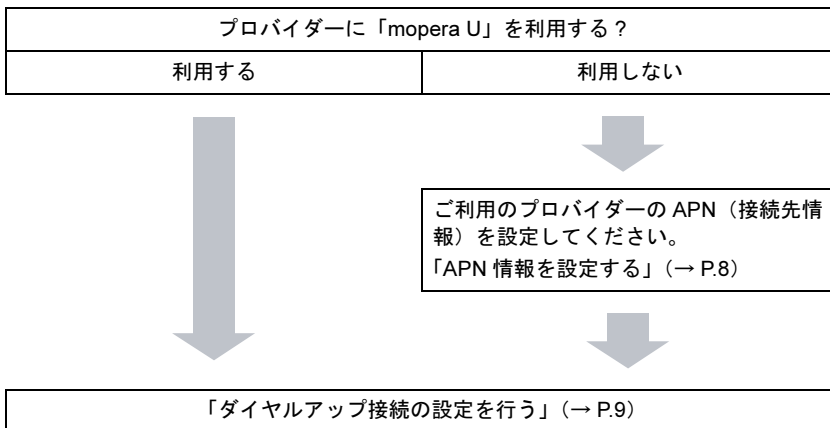 プロバイダーに「mopera U」を利用する?
利用する
利用しない
ご利用のプロバイダーの APN(接続先情
報)を設定してください。
「APN 情報を設定する」(→ P.8)
「ダイヤルアップ接続の設定を行う」(→ P.9)